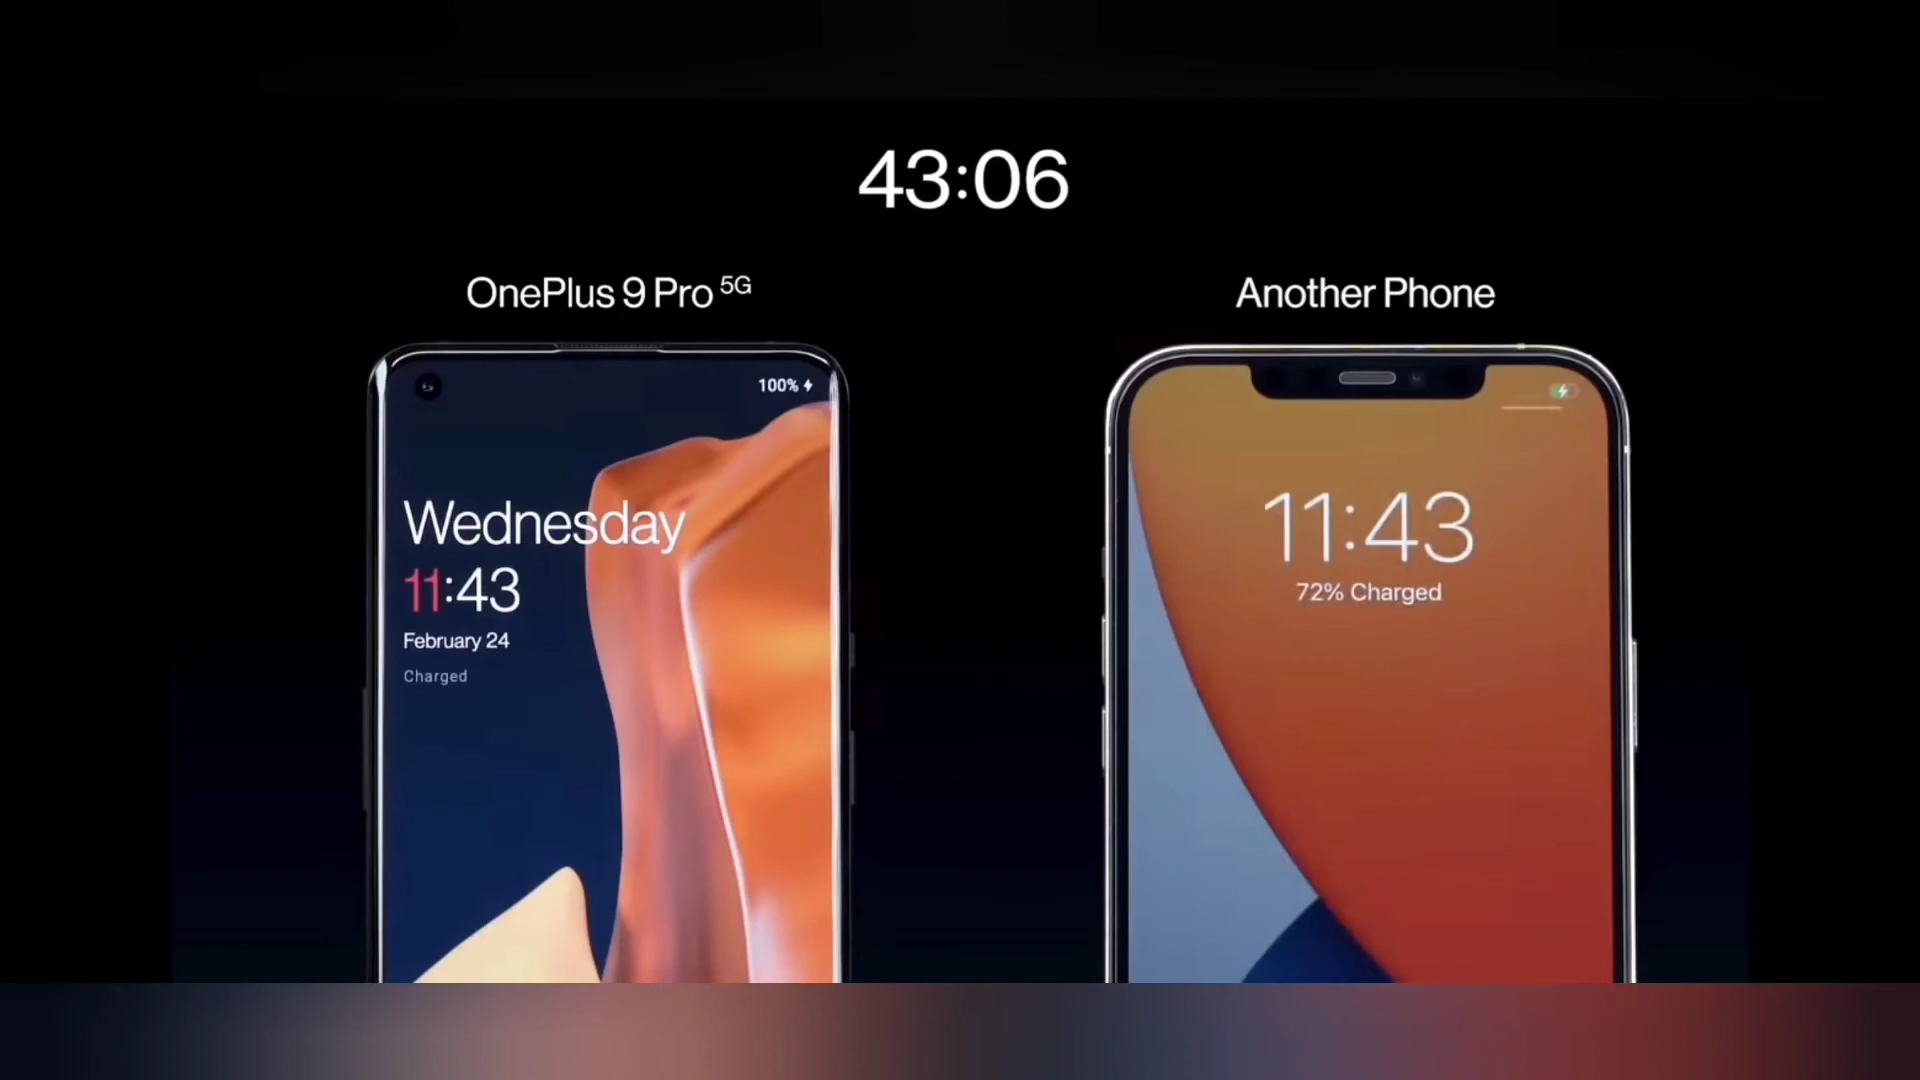 43:06
OnePlus 9 Pro 5G
Another Phone
100%
Wednesday
11:43
February 24
Charged
11:43
72% Charged